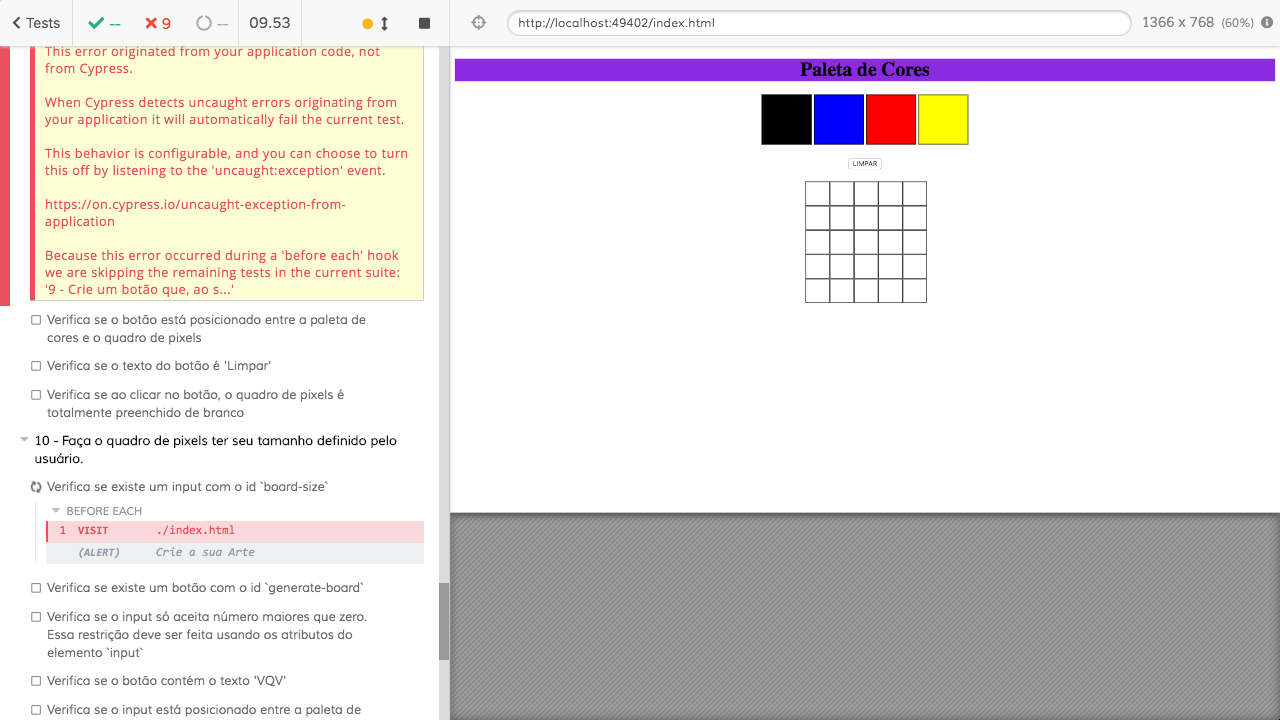 Tests -- 9 -- 09.53
http://localhost:49402/index.html 1366 x 768 (60%)
This error originated from your application code, not
from Cypress.
When Cypress detects uncaught errors originating from
your application it will automatically fail the current test.
This behavior is configurable, and you can choose to turn
this off by listening to the 'uncaught:exception' event.
https://on.cypress.io/uncaught-exception-from-
application
Because this error occurred during a 'before each' hook
we are skipping the remaining tests in the current suite:
'9 - Crie um botão que, ao s...'
Verifica se o botão está posicionado entre a paleta de
cores e o quadro de pixels
Verifica se o texto do botão é 'Limpar'
Verifica se ao clicar no botão, o quadro de pixels é
totalmente preenchido de branco
10 - Faça o quadro de pixels ter seu tamanho definido pelo
usuário.
Verifica se existe um input com o id `board-size`
BEFORE EACH
1 VISIT ./index.html
(ALERT) Crie a sua Arte
Verifica se existe um botão com o id `generate-board`
Verifica se o input só aceita número maiores que zero.
Essa restrição deve ser feita usando os atributos do
elemento `input`
Verifica se o botão contém o texto 'VQV'
Verifica se o input está posicionado entre a paleta de
Paleta de Cores
LIMPAR